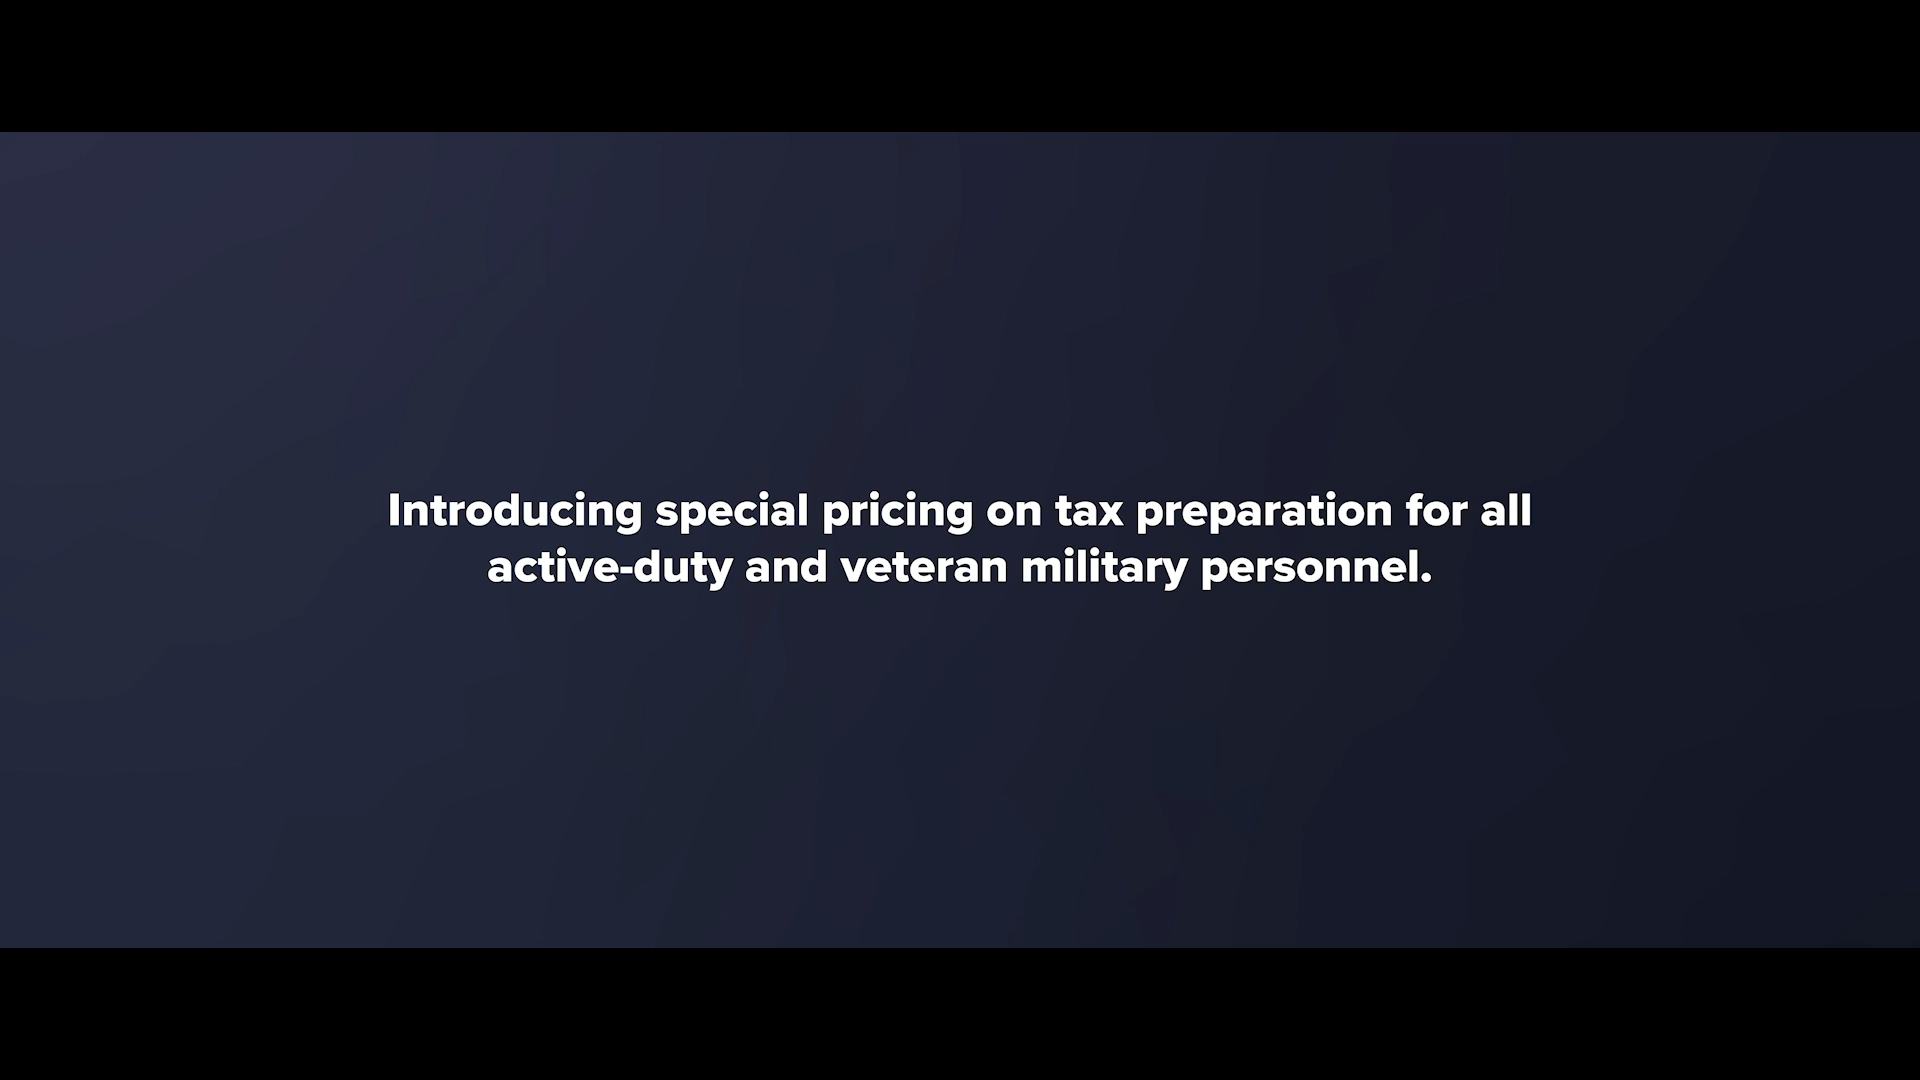 Introducing special pricing on tax preparation for all
active-duty and veteran military personnel.